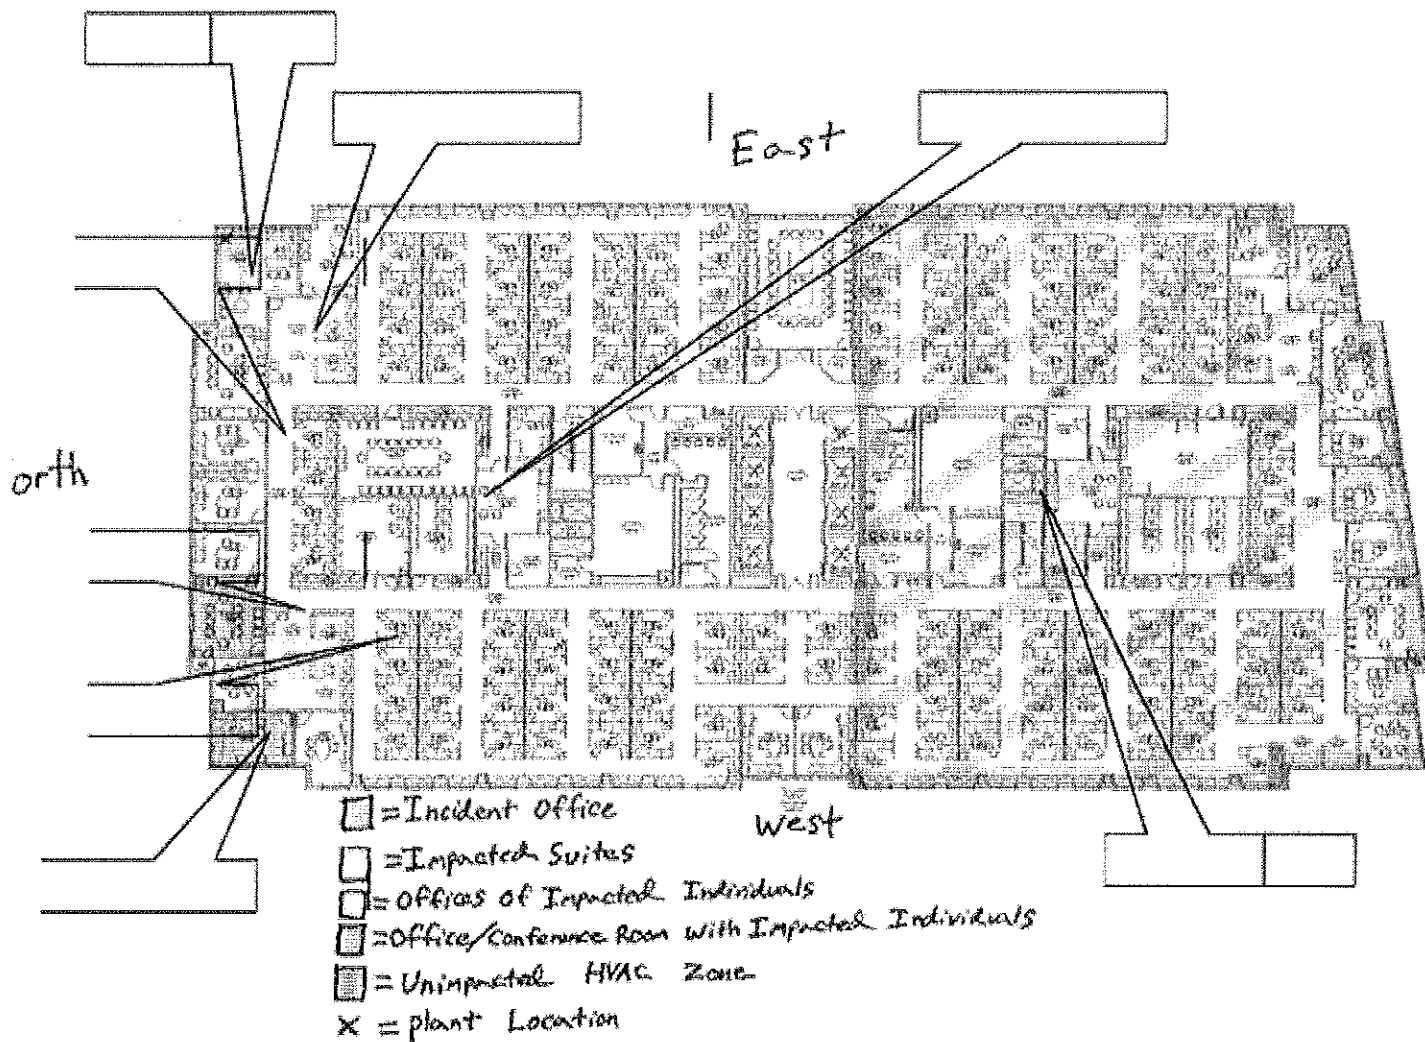 East
orth
West
= Incident Office
= Impacted Suites
= Offices of Impacted Individuals
= Office/Conference Room with Impacted Individuals
= Unimpacted HVAC Zone
X = plant Location